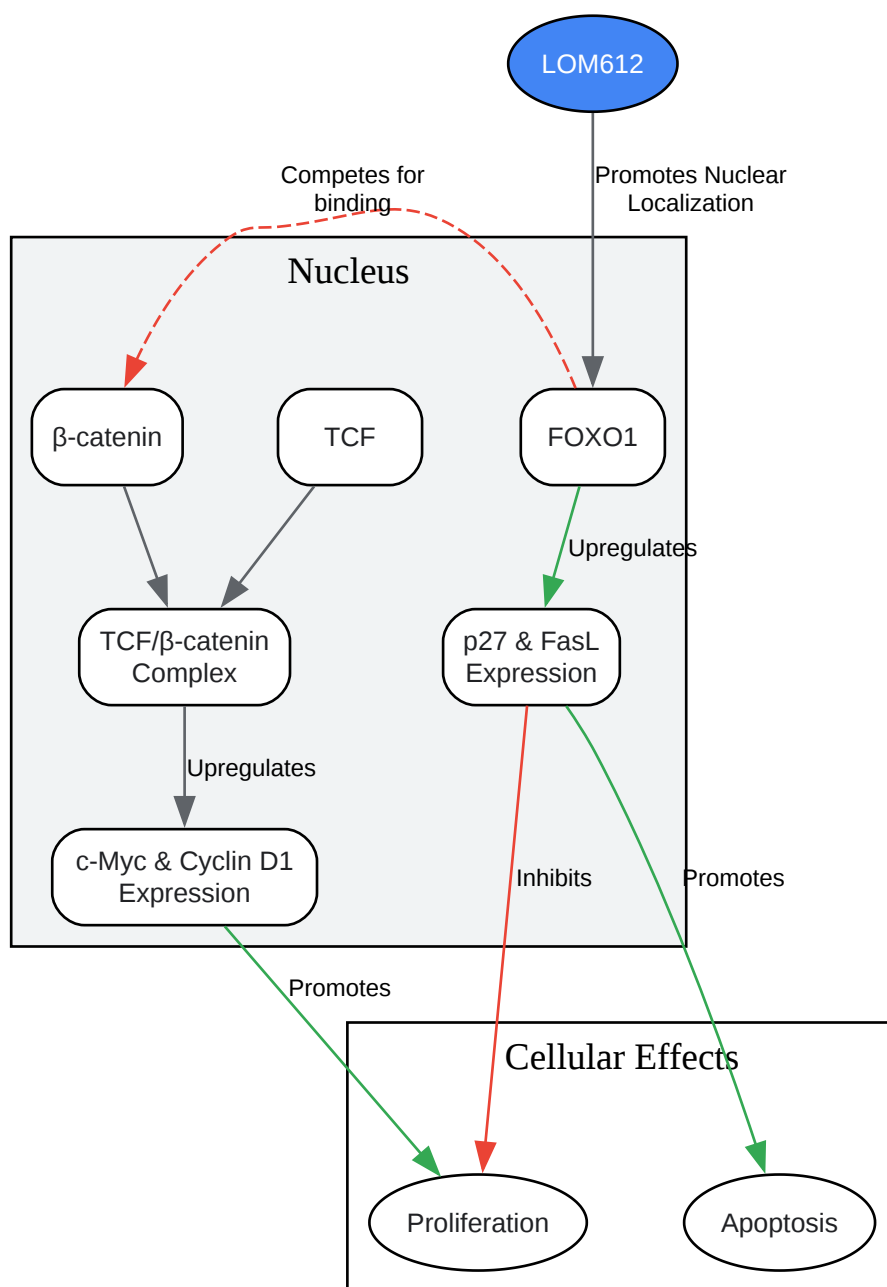 LOM612
Competes for
binding
Promotes Nuclear
Localization
Nucleus
β-catenin
TCF
FOXO1
Upregulates
TCF/β-catenin
Complex
p27 & FasL
Expression
Upregulates
c-Myc & Cyclin D1
Expression
Inhibits
Promotes
Promotes
Cellular Effects
Proliferation
Apoptosis